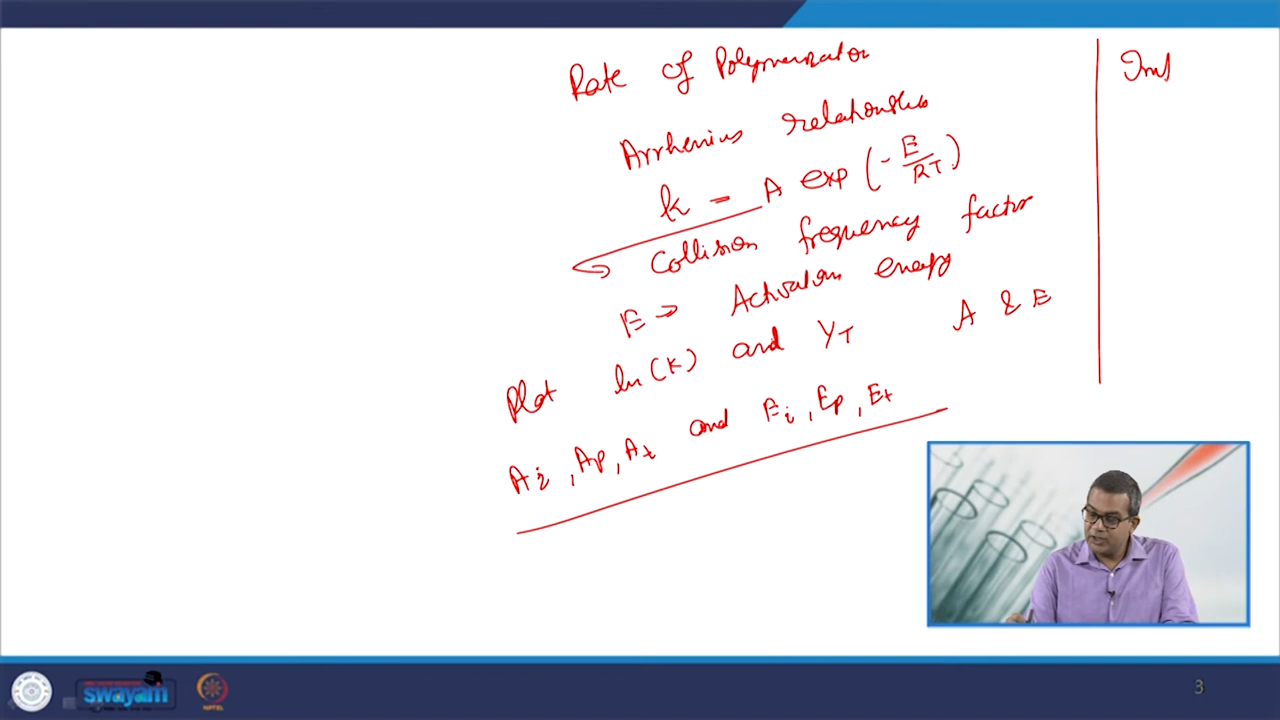 Rate of Polymerization
Arrhenius relationship
k = A exp (- E/RT)
Collision frequency factor
E → Activation energy
Plot ln(k) and 1/T A & E
Ai, Ap, At and Ei, Ep, Et
swayam
NPTEL
3